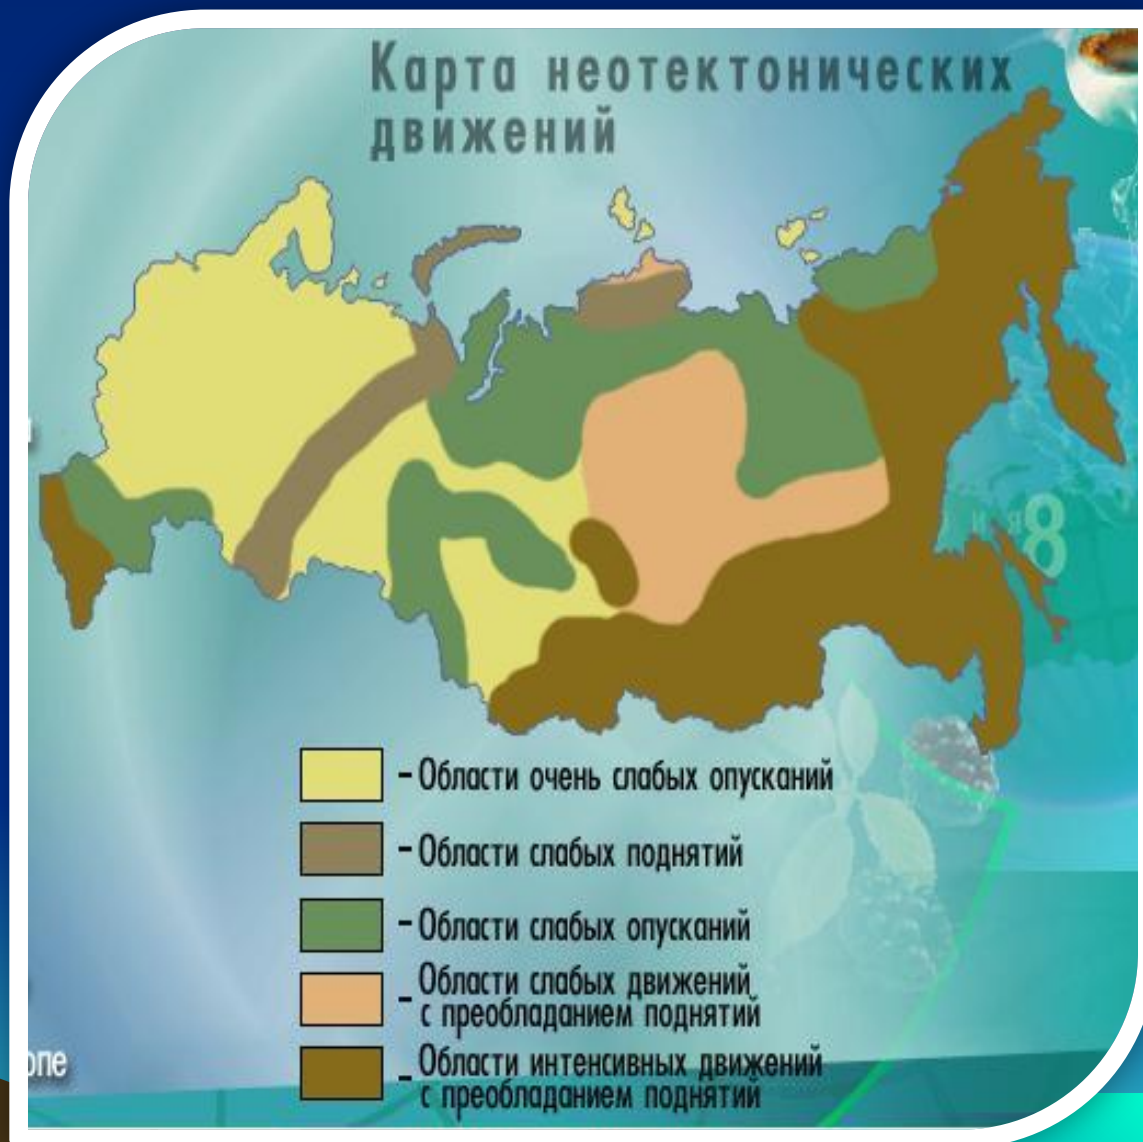 Карта неотектонических
движений
8
- Области очень слабых опусканий
- Области слабых поднятий
- Области слабых опусканий
- Области слабых движений
с преобладанием поднятий
- Области интенсивных движений
с преобладанием поднятий